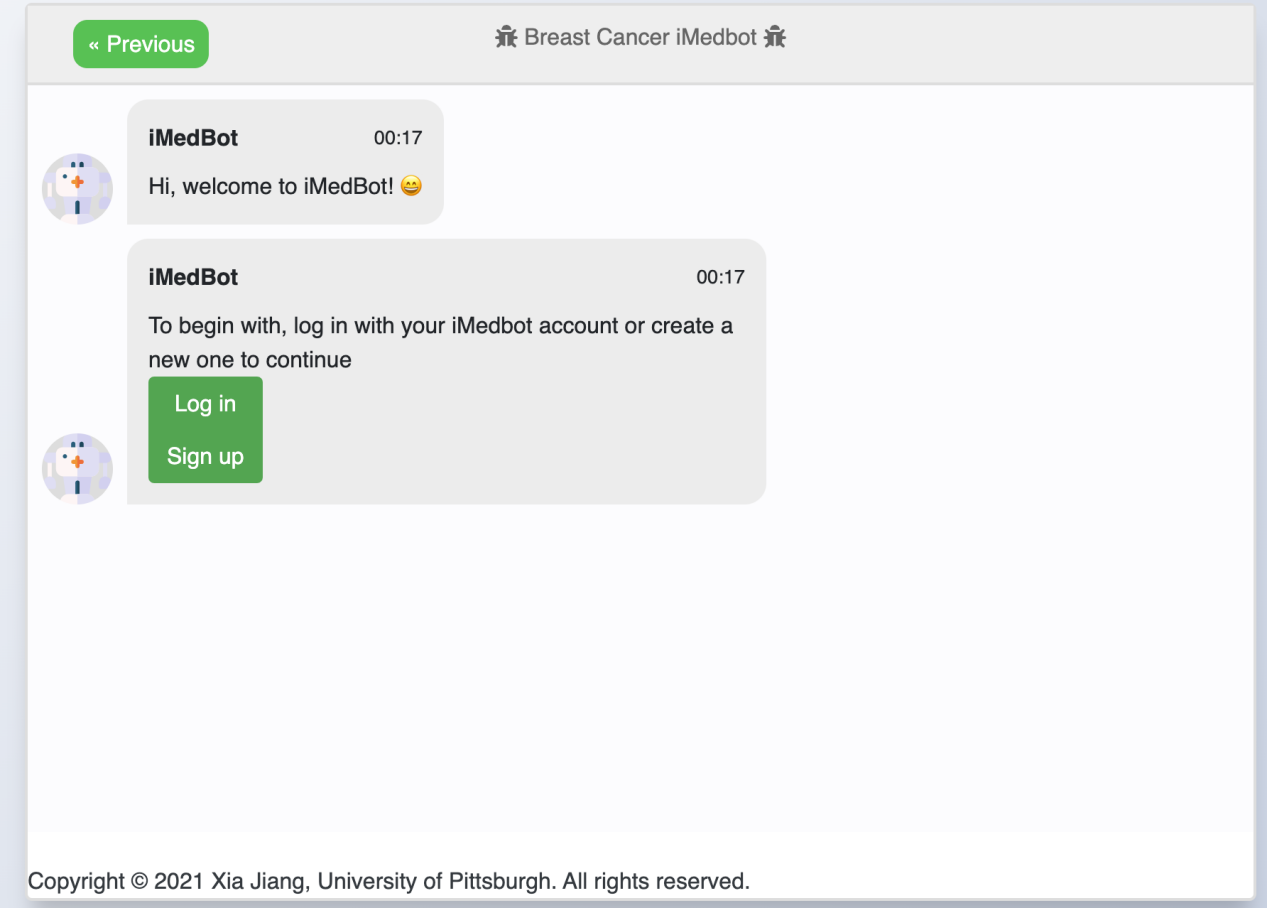 « Previous
Breast Cancer iMedbot
iMedBot 00:17
Hi, welcome to iMedBot! 😄
iMedBot 00:17
To begin with, log in with your iMedbot account or create a
new one to continue
Log in
Sign up
Copyright © 2021 Xia Jiang, University of Pittsburgh. All rights reserved.